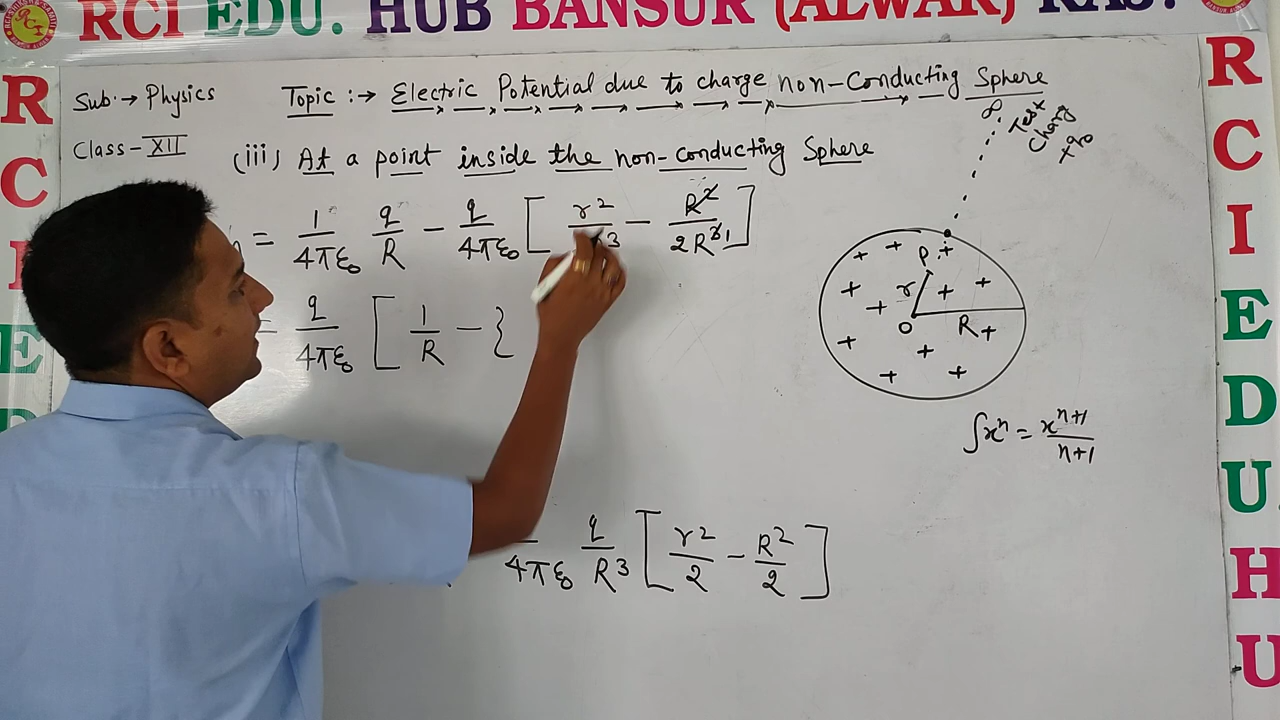 RCI EDU. HUB BANSUR (ALWAR) RAJ.
Sub.→ Physics Topic :→ Electric Potential due to charge non-Conducting Sphere
Class-XII (iii) At a point inside the non-conducting Sphere
∞
Test
Charg
+q₀
= 1/4πε₀ q/R − q/4πε₀ [ r²/ 3 − R²/2R³ 1 ]
= q/4πε₀ [ 1/R − {
P
r
O
R
+ + + + + + + + + + + + +
∫xⁿ = xⁿ⁺¹/n+1
4πε₀ q/R³ [ r²/2 − R²/2 ]
R
C
I
E
D
R
C
I
E
D
U.
H
U